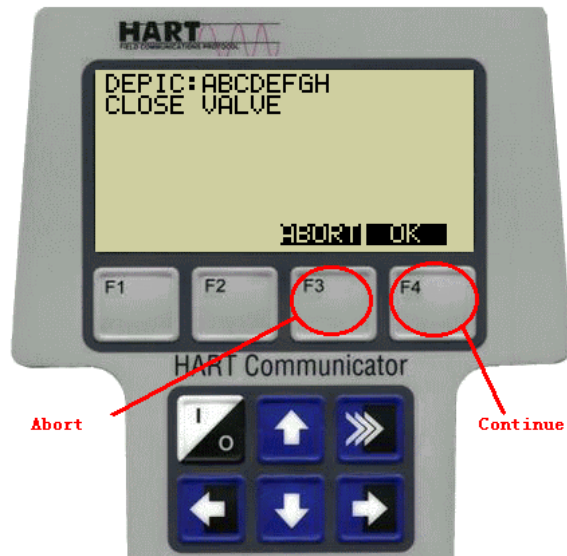 HART
FIELD COMMUNICATIONS PROTOCOL
DEPIC:ABCDEFGH
CLOSE VALVE
ABORT OK
F1 F2 F3 F4
HART Communicator
Abort
Continue
I
O